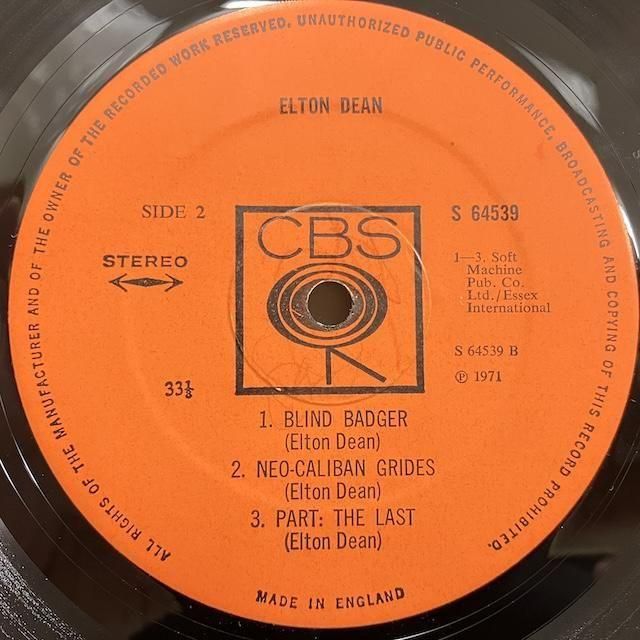 ALL RIGHTS OF THE MANUFACTURER AND OF THE OWNER OF THE RECORDED WORK RESERVED. UNAUTHORIZED PUBLIC PERFORMANCE, BROADCASTING AND COPYING OF THIS RECORD PROHIBITED.
ELTON DEAN
SIDE 2
S 64539
CBS
STEREO
1—3. Soft
Machine
Pub. Co.
Ltd./Essex
International
S 64539 B
℗ 1971
33⅓
1. BLIND BADGER
(Elton Dean)
2. NEO-CALIBAN GRIDES
(Elton Dean)
3. PART: THE LAST
(Elton Dean)
MADE IN ENGLAND